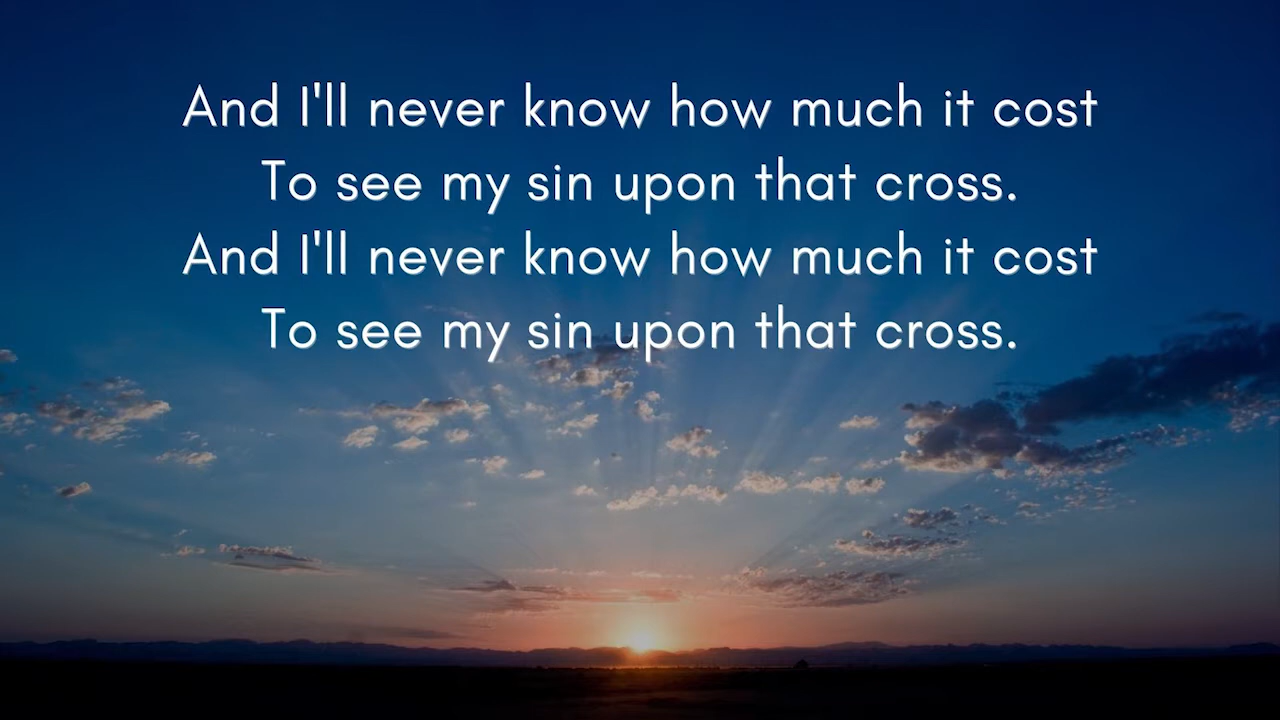 And I'll never know how much it cost
To see my sin upon that cross.
And I'll never know how much it cost
To see my sin upon that cross.